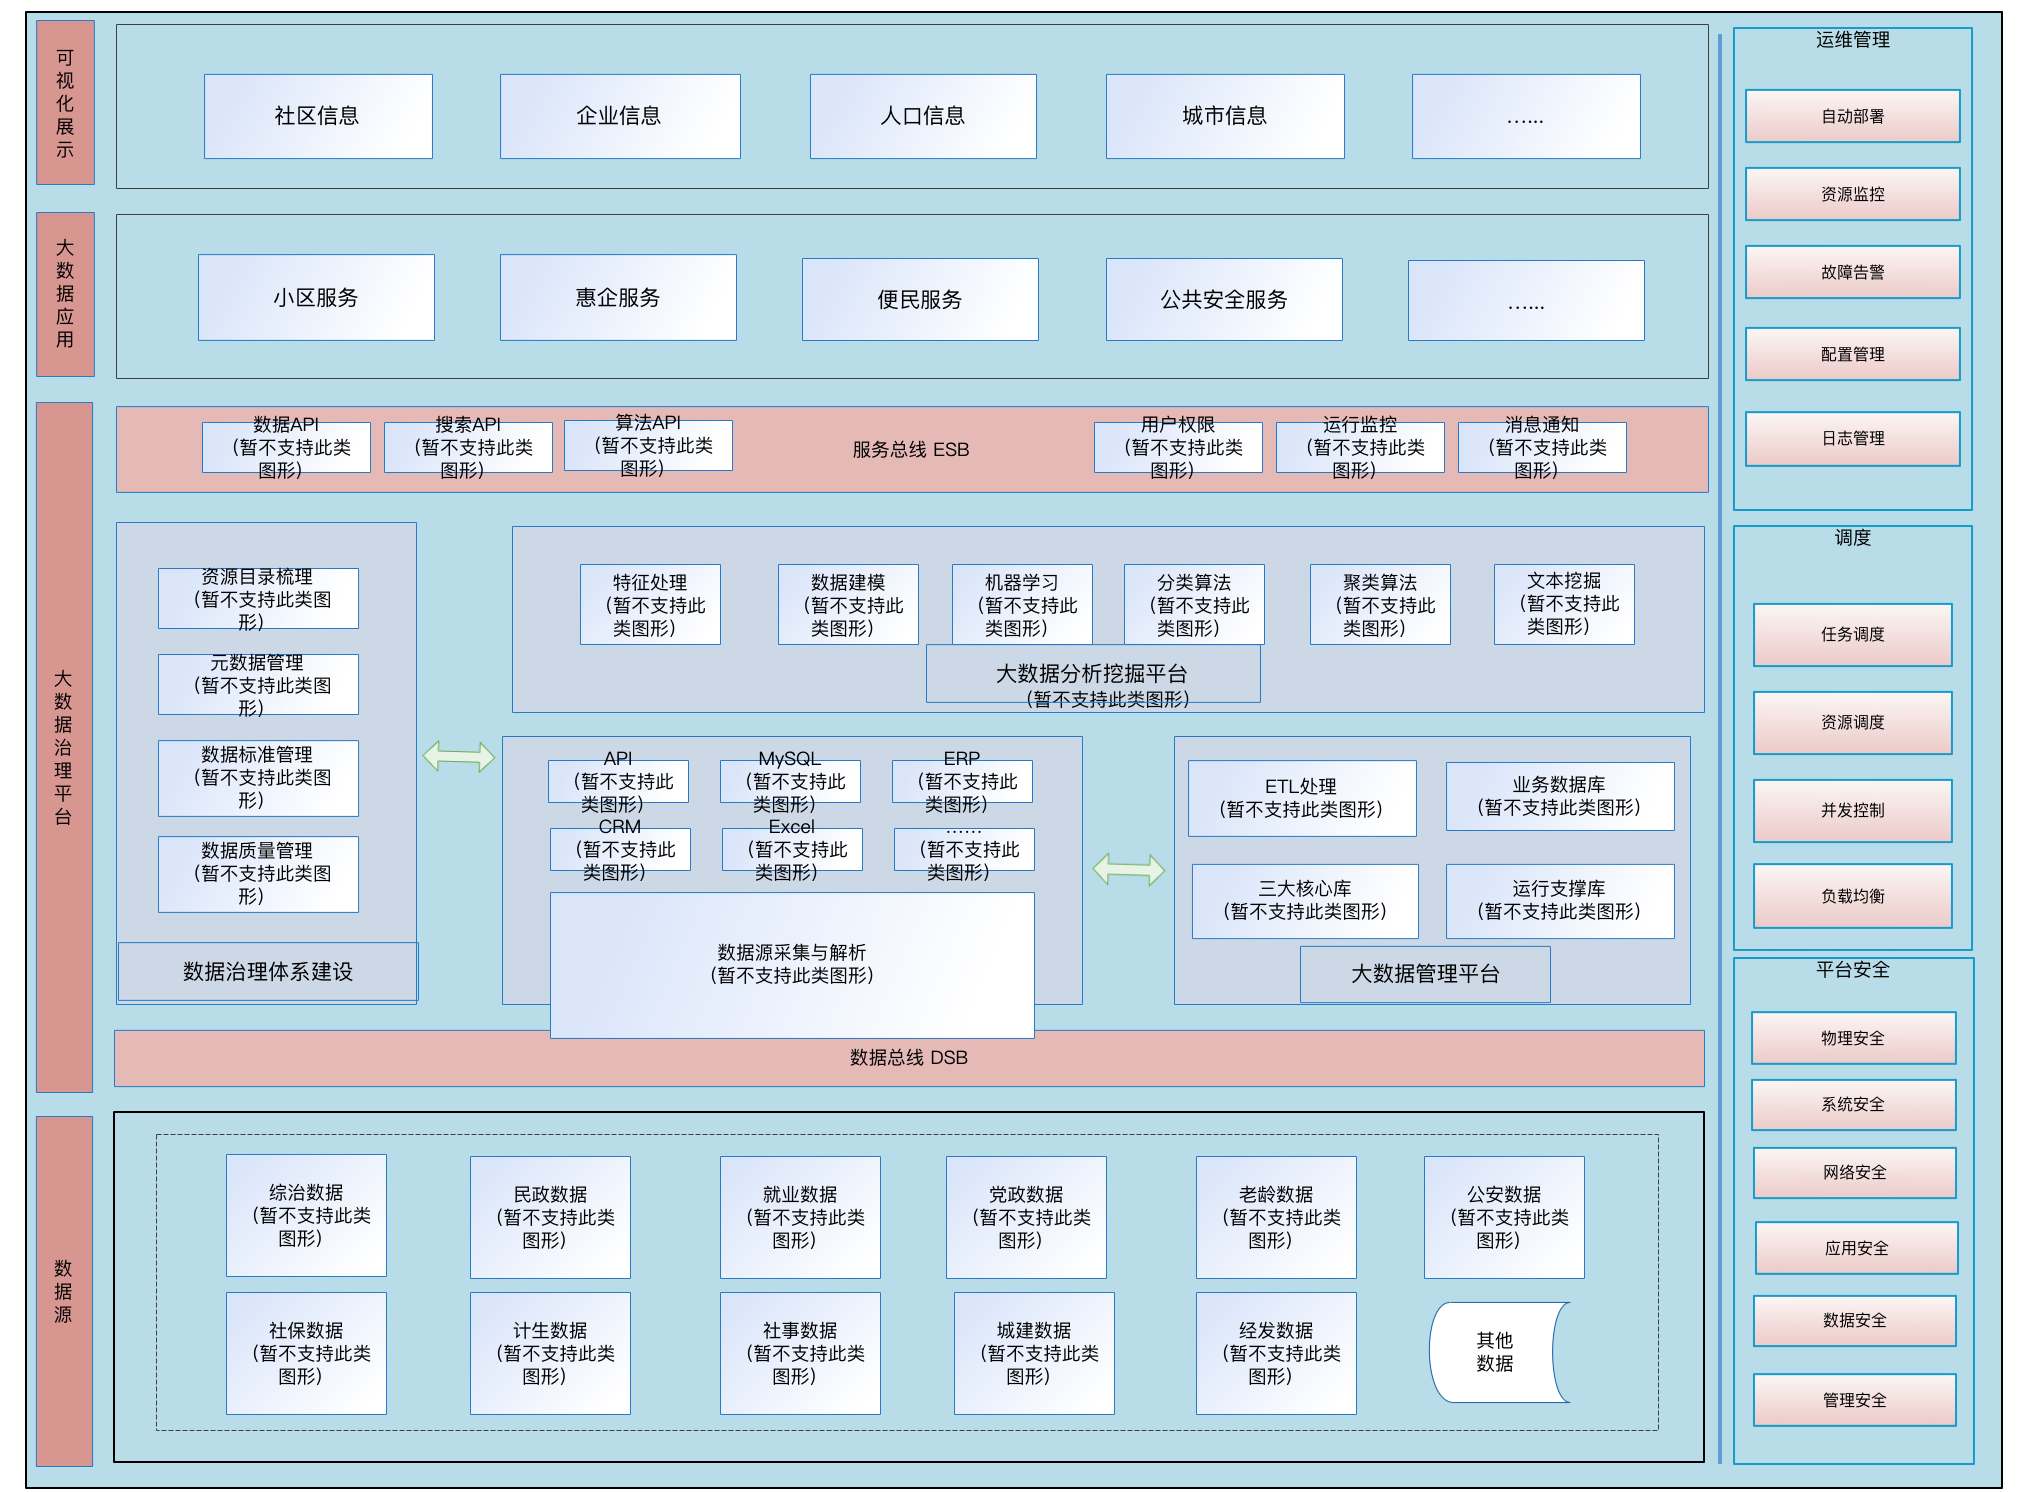 可
视
化
展
示
社区信息
企业信息
人口信息
城市信息
…...
大
数
据
应
用
小区服务
惠企服务
便民服务
公共安全服务
…...
大
数
据
治
理
平
台
数据API
(暂不支持此类
图形)
搜索API
(暂不支持此类
图形)
算法API
(暂不支持此类
图形)
服务总线 ESB
用户权限
(暂不支持此类
图形)
运行监控
(暂不支持此类
图形)
消息通知
(暂不支持此类
图形)
资源目录梳理
(暂不支持此类图
形)
元数据管理
(暂不支持此类图
形)
数据标准管理
(暂不支持此类图
形)
数据质量管理
(暂不支持此类图
形)
数据治理体系建设
特征处理
(暂不支持此
类图形)
数据建模
(暂不支持此
类图形)
机器学习
(暂不支持此
类图形)
分类算法
(暂不支持此
类图形)
聚类算法
(暂不支持此
类图形)
文本挖掘
(暂不支持此
类图形)
大数据分析挖掘平台
(暂不支持此类图形)
API
(暂不支持此
类图形)
MySQL
(暂不支持此
类图形)
ERP
(暂不支持此
类图形)
CRM
(暂不支持此
类图形)
Excel
(暂不支持此
类图形)
……
(暂不支持此
类图形)
数据源采集与解析
(暂不支持此类图形)
ETL处理
(暂不支持此类图形)
业务数据库
(暂不支持此类图形)
三大核心库
(暂不支持此类图形)
运行支撑库
(暂不支持此类图形)
大数据管理平台
数据总线 DSB
数
据
源
综治数据
(暂不支持此类
图形)
民政数据
(暂不支持此类
图形)
就业数据
(暂不支持此类
图形)
党政数据
(暂不支持此类
图形)
老龄数据
(暂不支持此类
图形)
公安数据
(暂不支持此类
图形)
社保数据
(暂不支持此类
图形)
计生数据
(暂不支持此类
图形)
社事数据
(暂不支持此类
图形)
城建数据
(暂不支持此类
图形)
经发数据
(暂不支持此类
图形)
其他
数据
运维管理
自动部署
资源监控
故障告警
配置管理
日志管理
调度
任务调度
资源调度
并发控制
负载均衡
平台安全
物理安全
系统安全
网络安全
应用安全
数据安全
管理安全